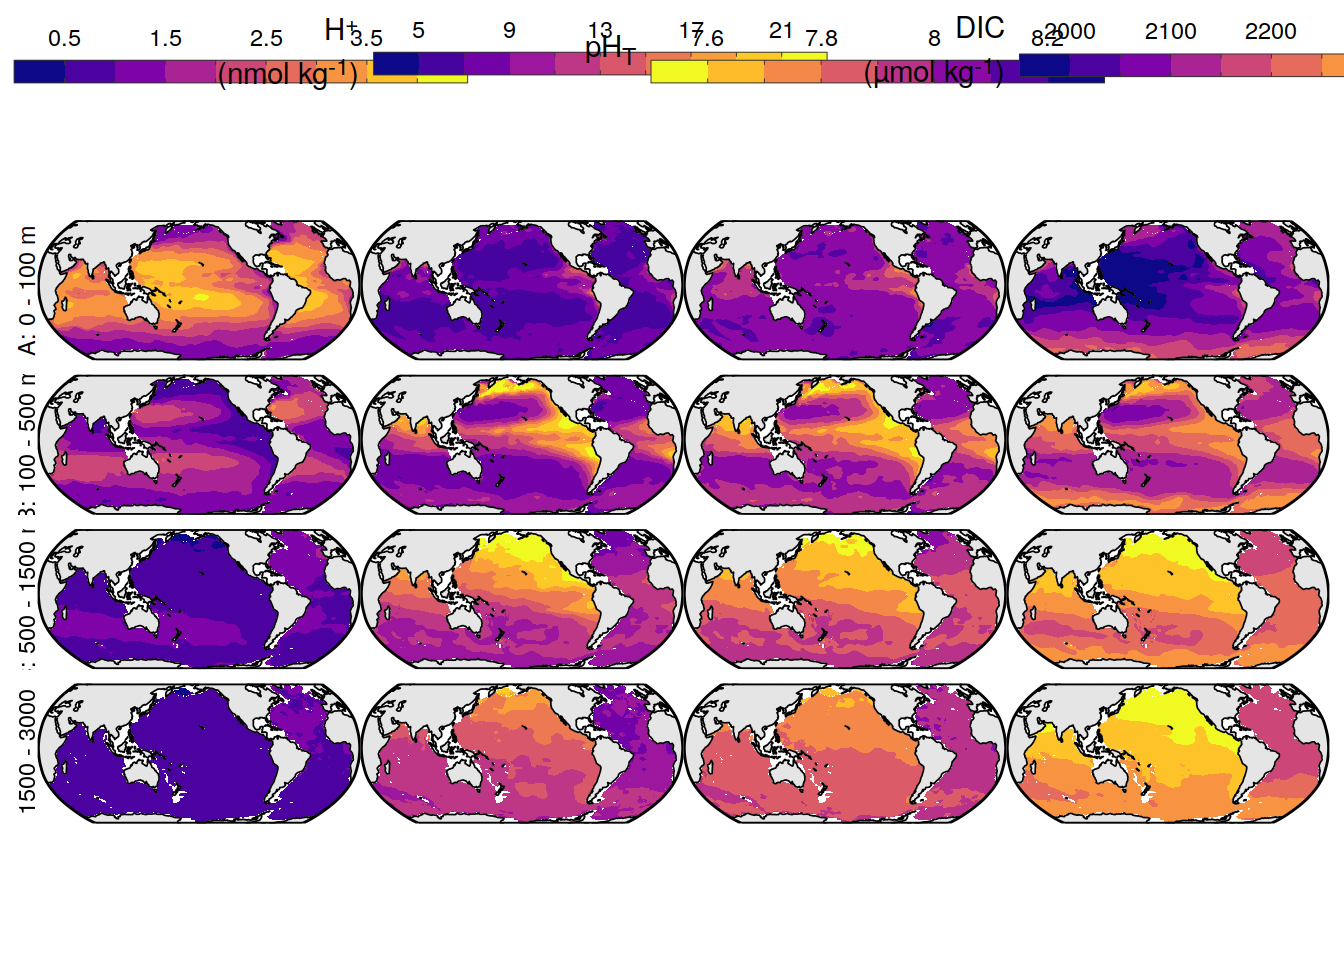 0.5 1.5 2.5 3.5
H⁺
(nmol kg⁻¹)
5 9 13 17 21
pH_T
7.6 7.8 8 8.2
DIC
(µmol kg⁻¹)
2000 2100 2200
A: 0 - 100 m
B: 100 - 500 m
: 500 - 1500 m
1500 - 3000